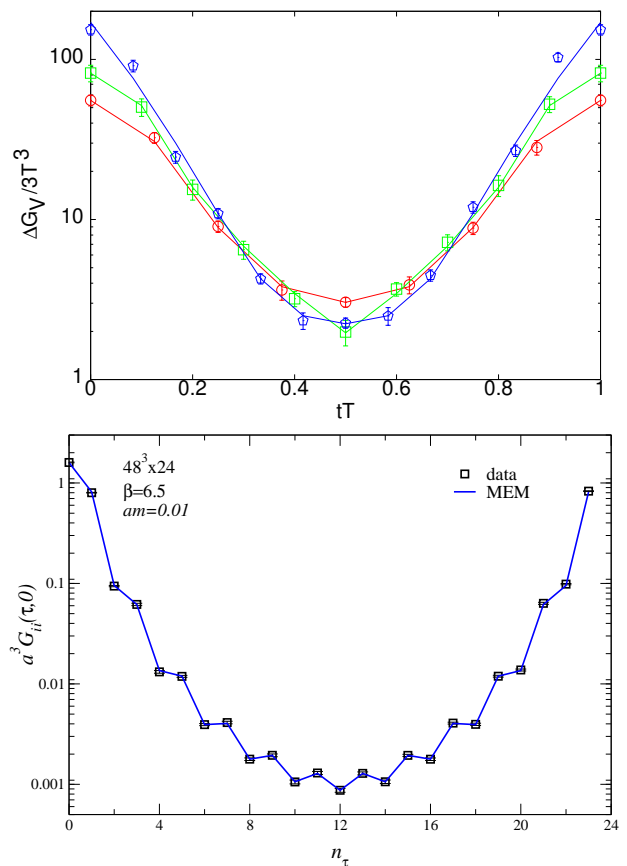 100
10
1
ΔG_V/3T^3
0 0.2 0.4 0.6 0.8 1
tT
48^3x24
β=6.5
am=0.01
data
MEM
1
0.1
0.01
0.001
a^3G_ii(τ,0)
0 4 8 12 16 20 24
n_τ